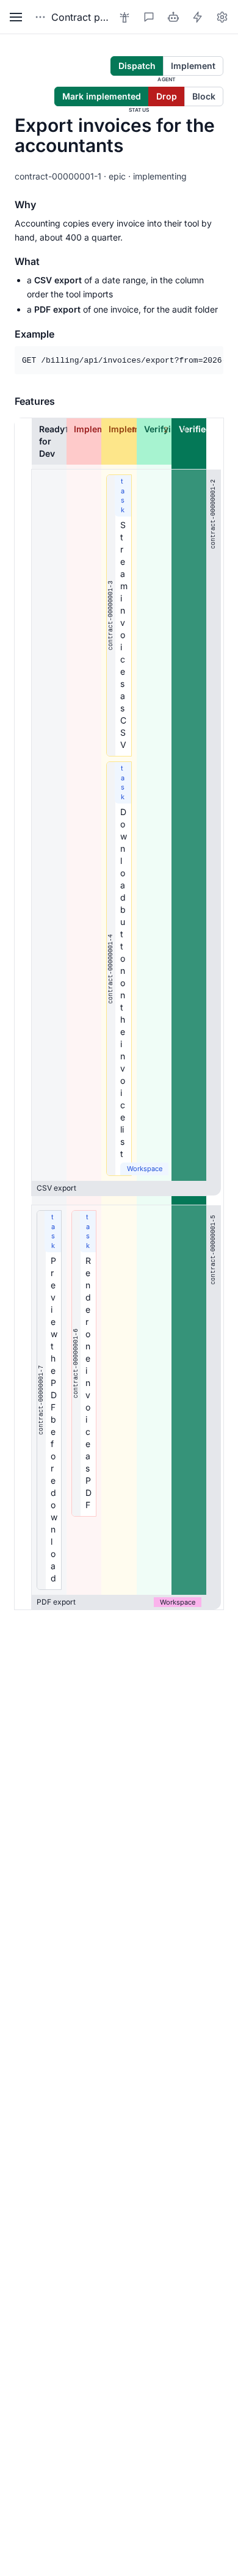 Contract p...
Dispatch Implement
AGENT
Mark implemented Drop Block
STATUS
Export invoices for the
accountants
contract-00000001-1 · epic · implementing
Why
Accounting copies every invoice into their tool by
hand, about 400 a quarter.
What
a CSV export of a date range, in the column
order the tool imports
a PDF export of one invoice, for the audit folder
Example
GET /billing/api/invoices/export?from=2026
Features
Ready for Dev
contract-00000001-2
task
contract-00000001-3
Stream invoices as CSV
task
contract-00000001-4
Download button on the invoice list
Workspace
CSV export
contract-00000001-5
task
contract-00000001-7
Preview the PDF before download
task
contract-00000001-6
Render one invoice as PDF
PDF export
Workspace